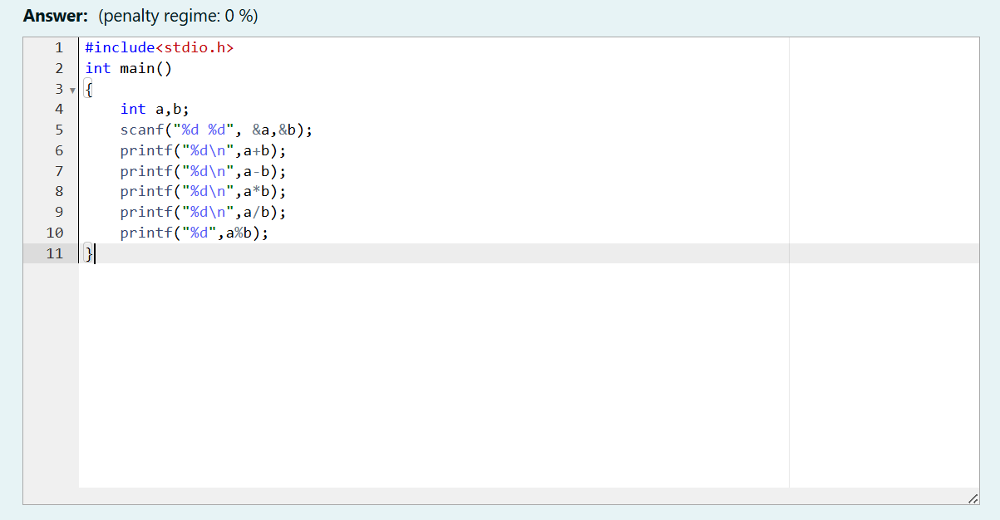 Answer: (penalty regime: 0 %)
1 #include<stdio.h>
2 int main()
3 {
4     int a,b;
5     scanf("%d %d", &a,&b);
6     printf("%d\n",a+b);
7     printf("%d\n",a-b);
8     printf("%d\n",a*b);
9     printf("%d\n",a/b);
10     printf("%d",a%b);
11 }